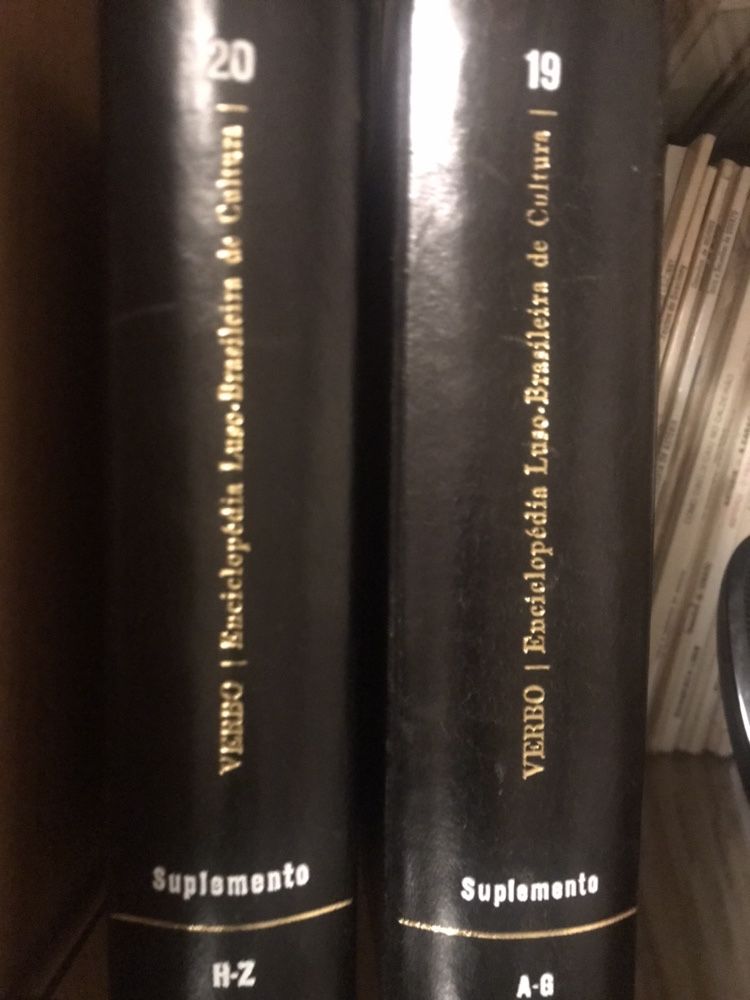 20
VERBO | Enciclopédia Luso-Brasileira de Cultura |
Suplemento
H-Z
19
VERBO | Enciclopédia Luso-Brasileira de Cultura |
Suplemento
A-G